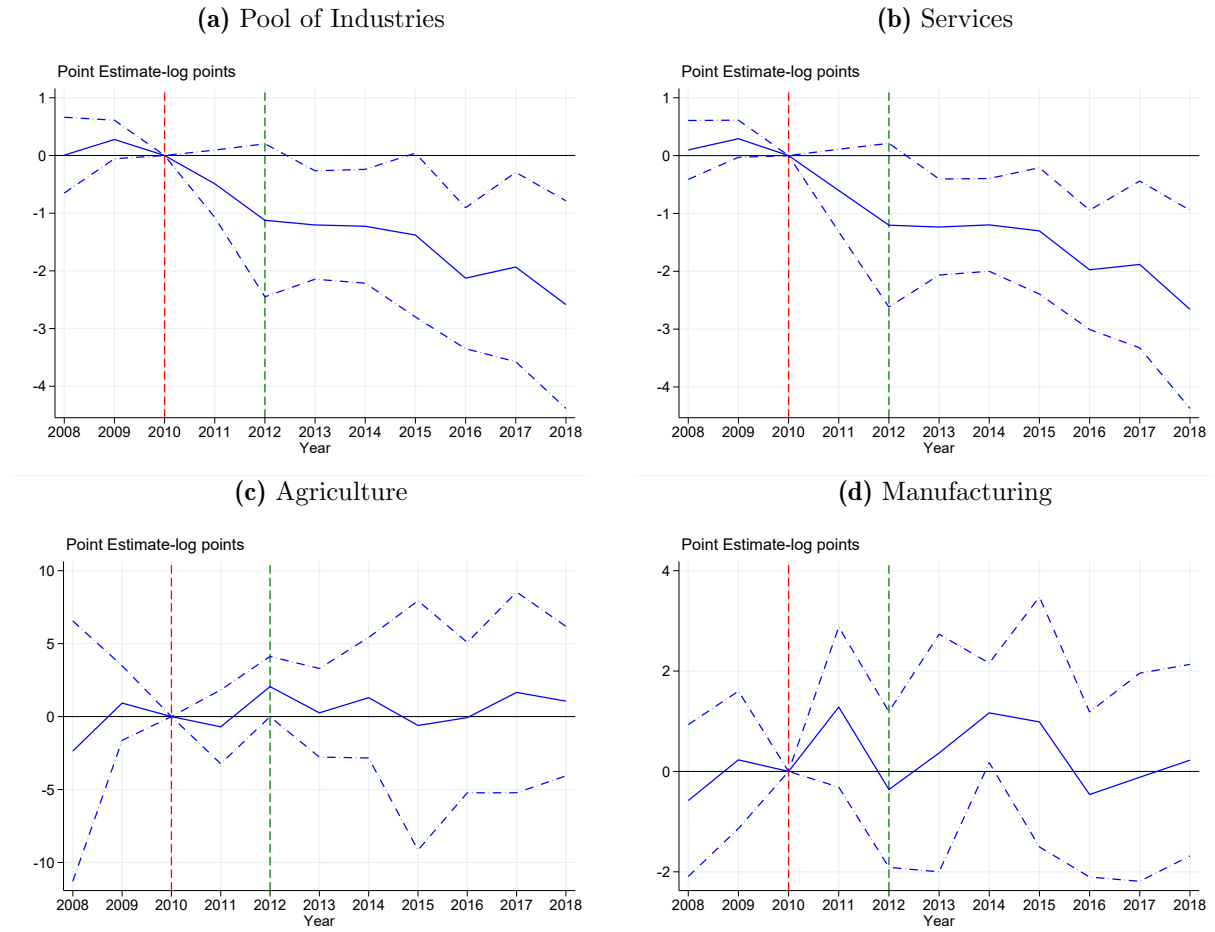 (a) Pool of Industries
Point Estimate-log points
1
0
-1
-2
-3
-4
2008 2009 2010 2011 2012 2013 2014 2015 2016 2017 2018
Year
(b) Services
Point Estimate-log points
1
0
-1
-2
-3
-4
2008 2009 2010 2011 2012 2013 2014 2015 2016 2017 2018
Year
(c) Agriculture
Point Estimate-log points
10
5
0
-5
-10
2008 2009 2010 2011 2012 2013 2014 2015 2016 2017 2018
Year
(d) Manufacturing
Point Estimate-log points
4
2
0
-2
2008 2009 2010 2011 2012 2013 2014 2015 2016 2017 2018
Year